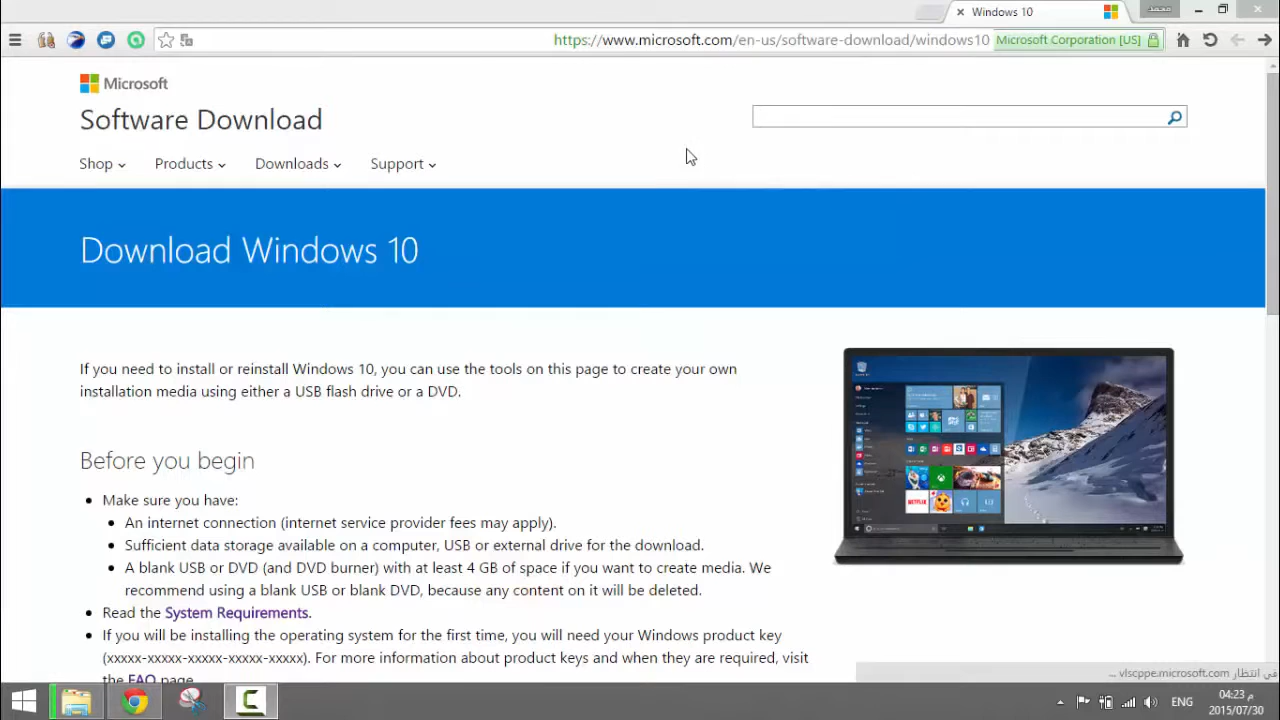 Windows 10
محمد
https://www.microsoft.com/en-us/software-download/windows10
Microsoft Corporation [US]
Microsoft
Software Download
Shop
Products
Downloads
Support
Download Windows 10
If you need to install or reinstall Windows 10, you can use the tools on this page to create your own
installation media using either a USB flash drive or a DVD.
Before you begin
Make sure you have:
An internet connection (internet service provider fees may apply).
Sufficient data storage available on a computer, USB or external drive for the download.
A blank USB or DVD (and DVD burner) with at least 4 GB of space if you want to create media. We
recommend using a blank USB or blank DVD, because any content on it will be deleted.
Read the System Requirements.
If you will be installing the operating system for the first time, you will need your Windows product key
(xxxxx-xxxxx-xxxxx-xxxxx-xxxxx). For more information about product keys and when they are required, visit
the FAQ page
NETFLIX
في انتظار vlscppe.microsoft.com ...
ENG
04:23 م
2015/07/30